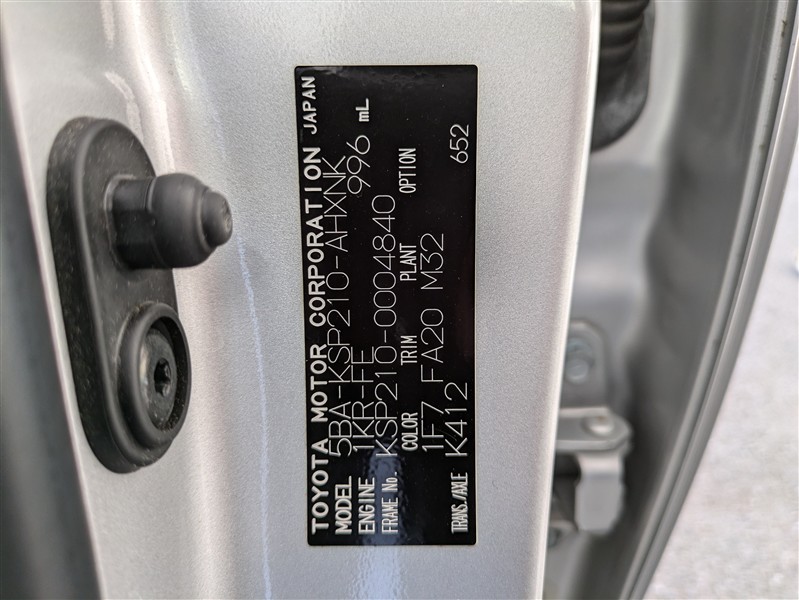 TOYOTA MOTOR CORPORATION JAPAN
MODEL 5BA-KSP210-AHXNK
ENGINE 1KR-FE 996 mL
FRAME No. KSP210-0004840
COLOR TRIM PLANT OPTION
1F7 FA20 M32
TRANS./AXLE K412 652